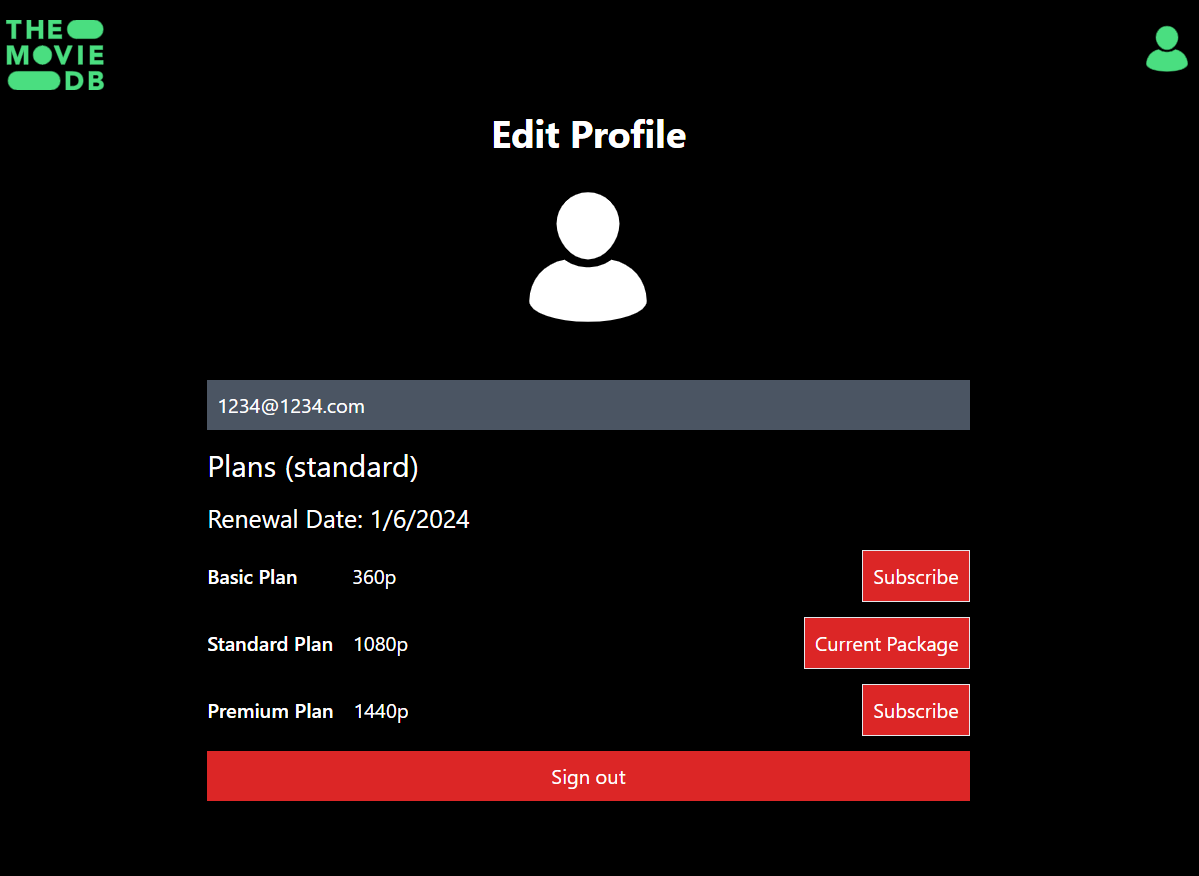 THE
MOVIE
DB
Edit Profile
1234@1234.com
Plans (standard)
Renewal Date: 1/6/2024
Basic Plan 360p Subscribe
Standard Plan 1080p Current Package
Premium Plan 1440p Subscribe
Sign out